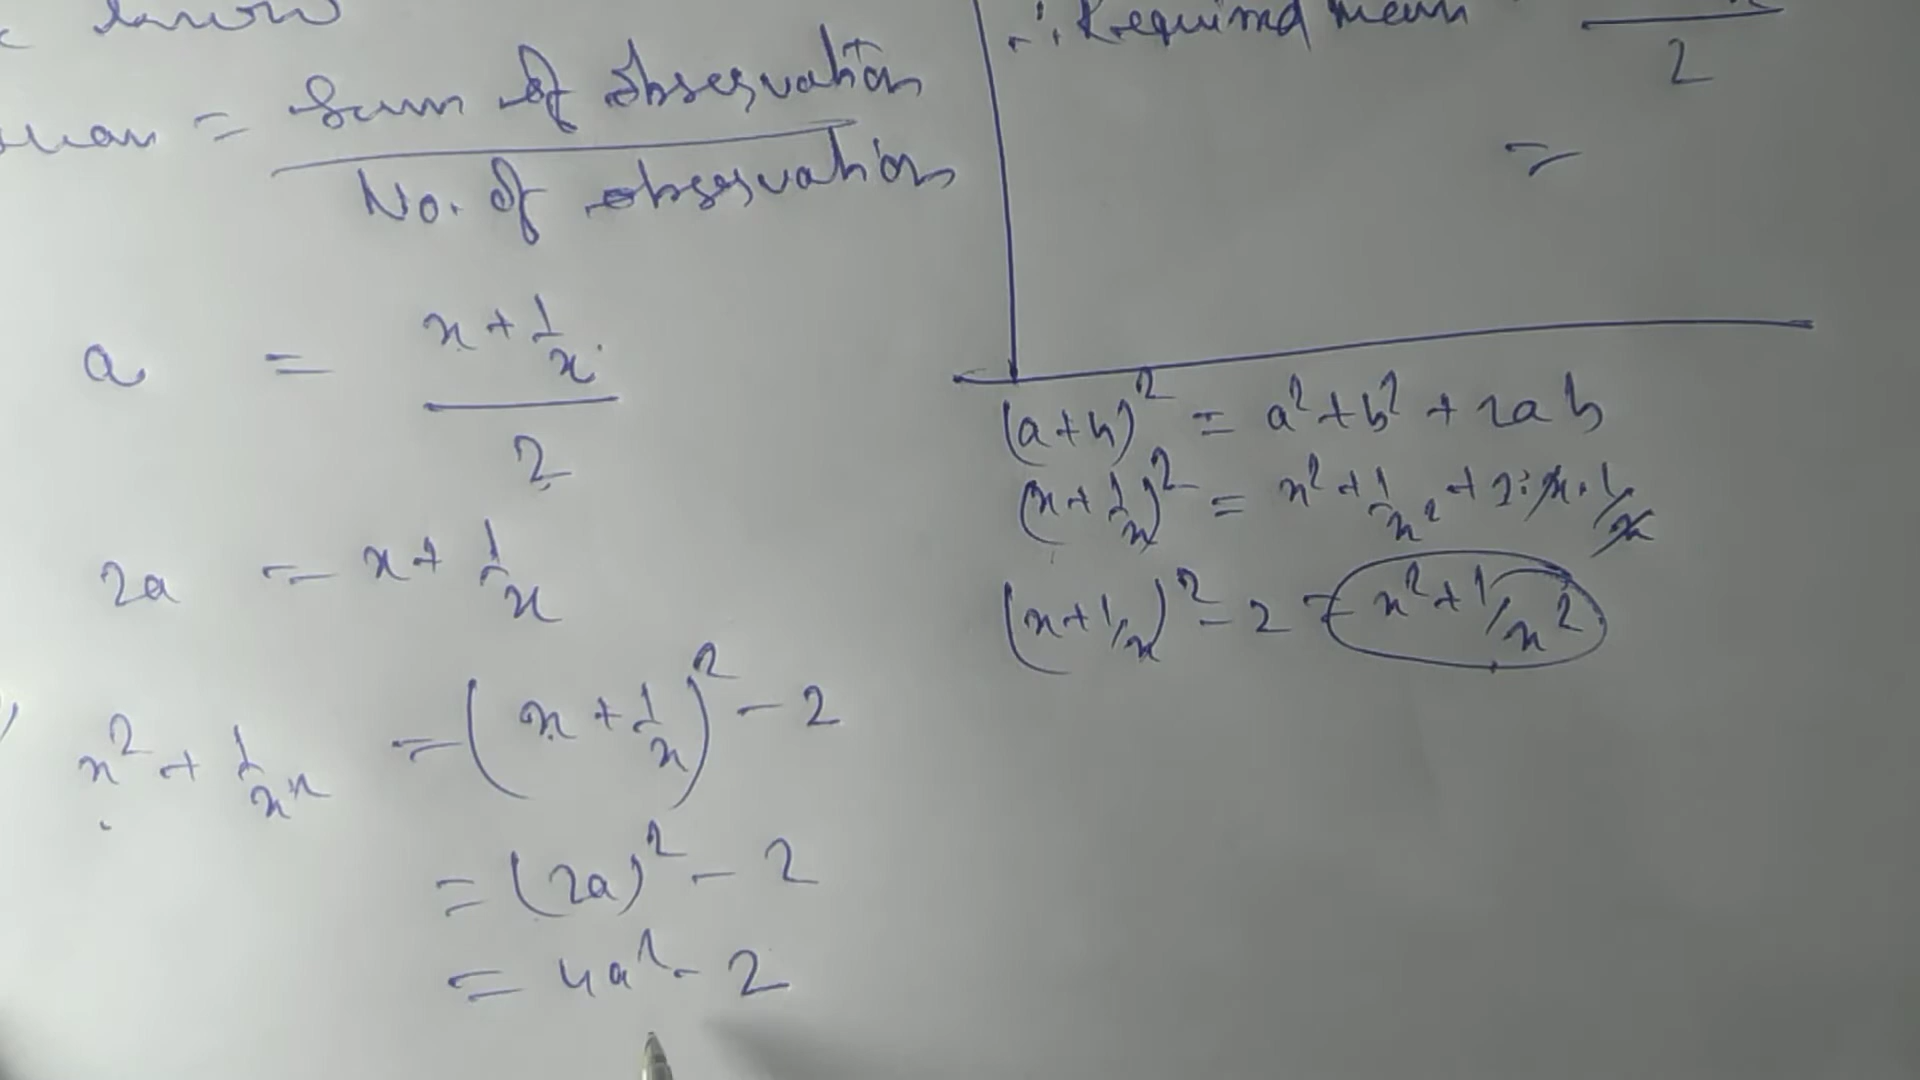 know
mean = Sum of observation
No. of observation
a = x + 1/x
2
2a = x + 1/x
x² + 1/x² = (x + 1/x)² - 2
= (2a)² - 2
= 4a² - 2
∴ Required mean
2
=
(a+b)² = a² + b² + 2ab
(x + 1/x)² = x² + 1/x² + 2·x·1/x
(x + 1/x)² - 2 = x² + 1/x²